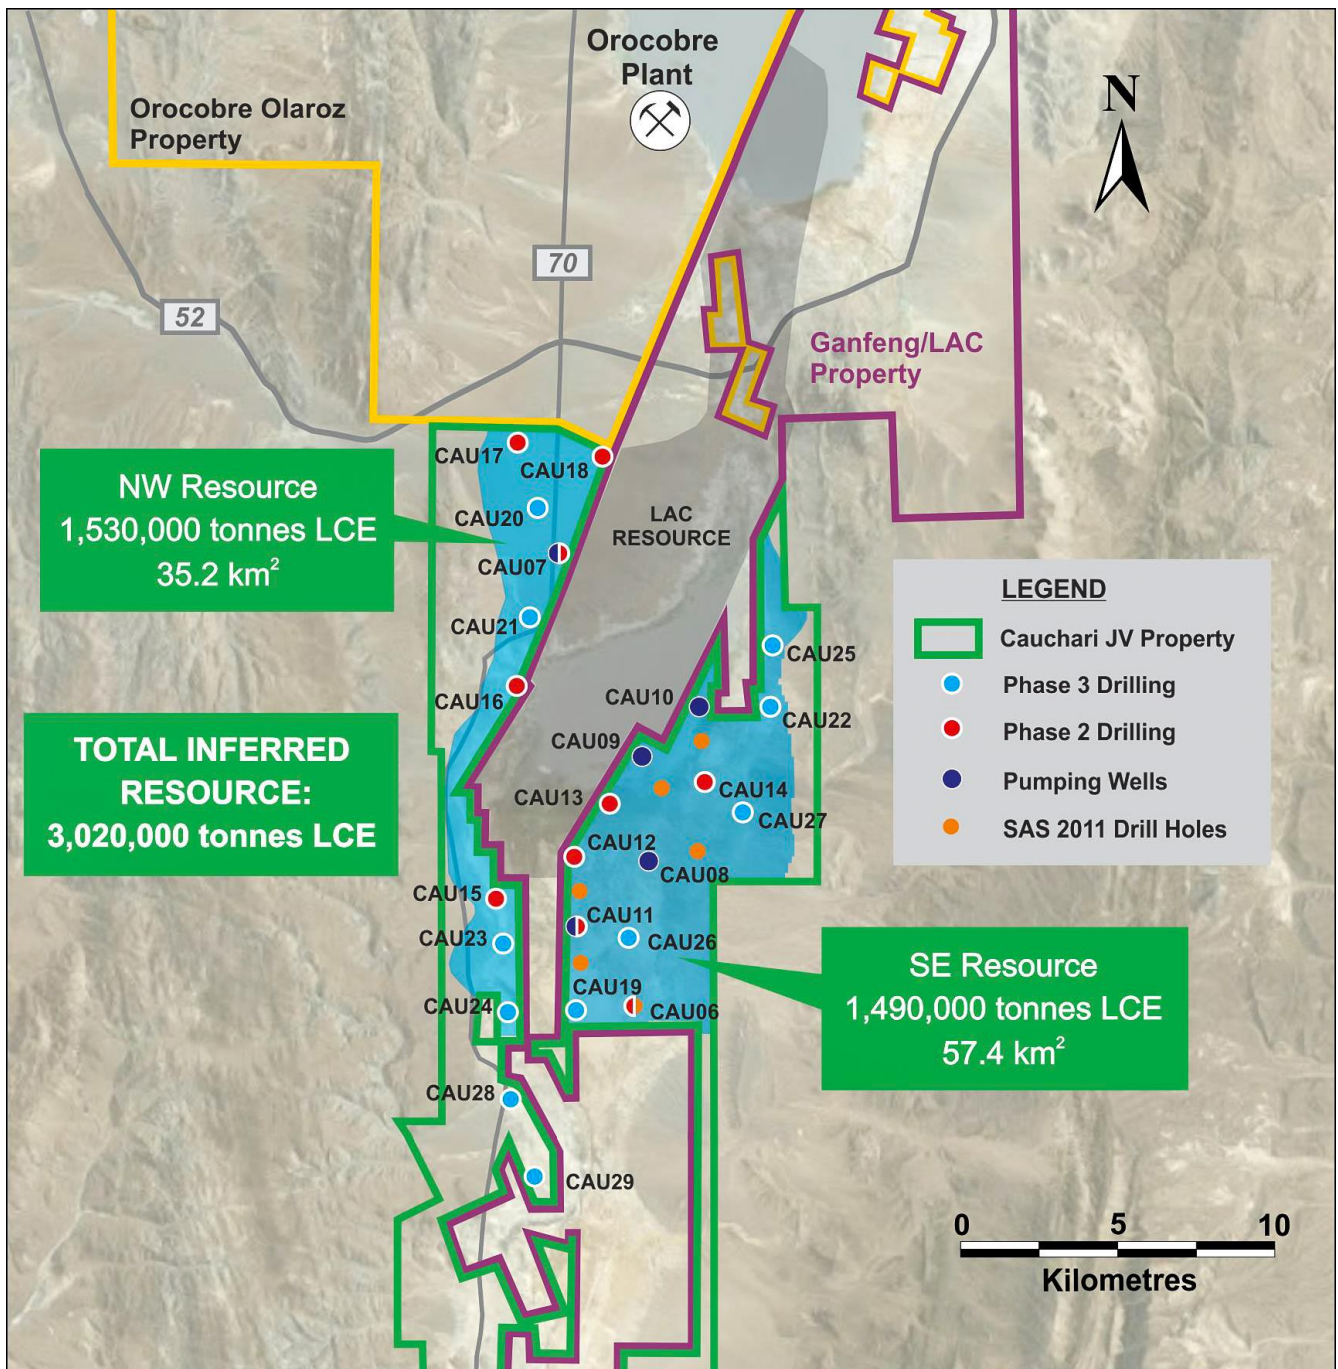 Orocobre
Plant
N
Orocobre Olaroz
Property
70
52
Ganfeng/LAC
Property
CAU17
CAU18
NW Resource
1,530,000 tonnes LCE
35.2 km²
CAU20
LAC
RESOURCE
CAU07
CAU21
LEGEND
Cauchari JV Property
Phase 3 Drilling
Phase 2 Drilling
Pumping Wells
SAS 2011 Drill Holes
CAU25
CAU16
CAU10
CAU22
TOTAL INFERRED
RESOURCE:
3,020,000 tonnes LCE
CAU09
CAU14
CAU13
CAU27
CAU12
CAU08
CAU15
CAU11
CAU23
CAU26
SE Resource
1,490,000 tonnes LCE
57.4 km²
CAU19
CAU24
CAU06
CAU28
CAU29
0 5 10
Kilometres